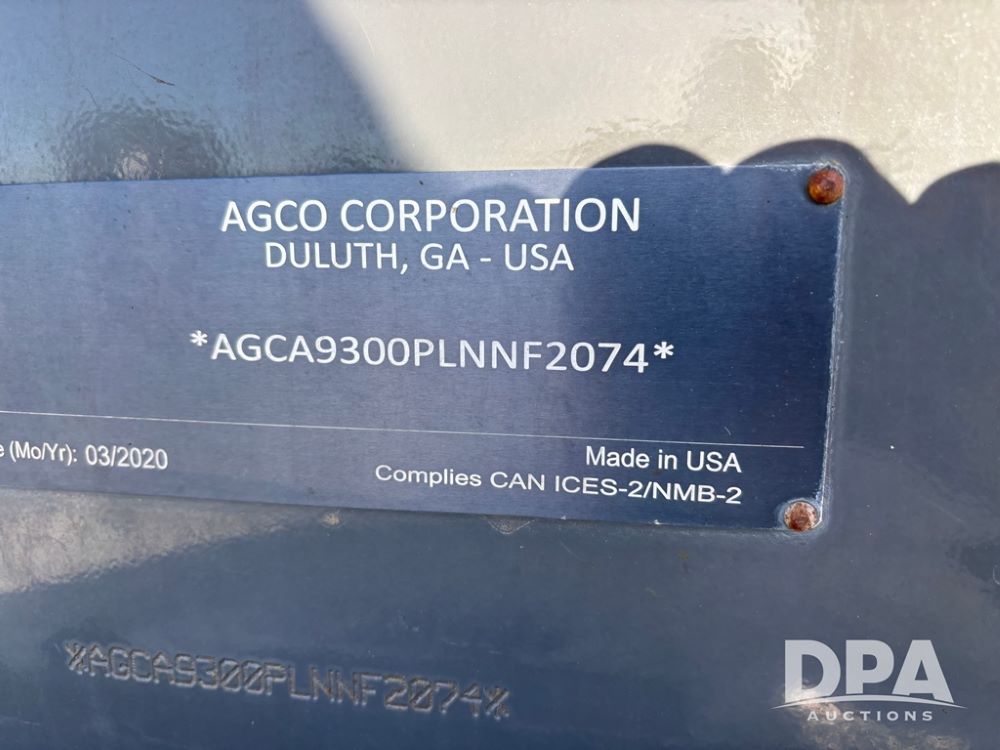 AGCO CORPORATION
DULUTH, GA - USA
*AGCA9300PLNNF2074*
(Mo/Yr): 03/2020
Made in USA
Complies CAN ICES-2/NMB-2
*AGCA9300PLNNF2074*
DPA
AUCTIONS